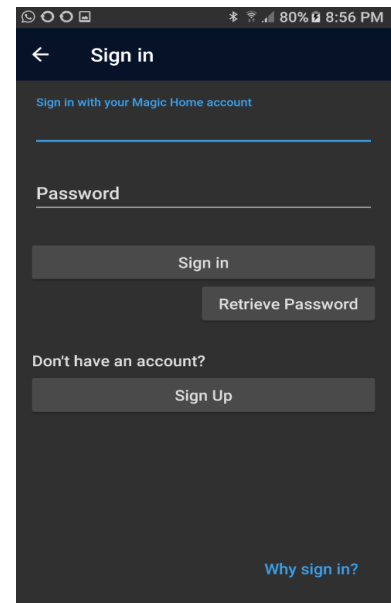 80% 8:56 PM
Sign in
Sign in with your Magic Home account
Password
Sign in
Retrieve Password
Don't have an account?
Sign Up
Why sign in?